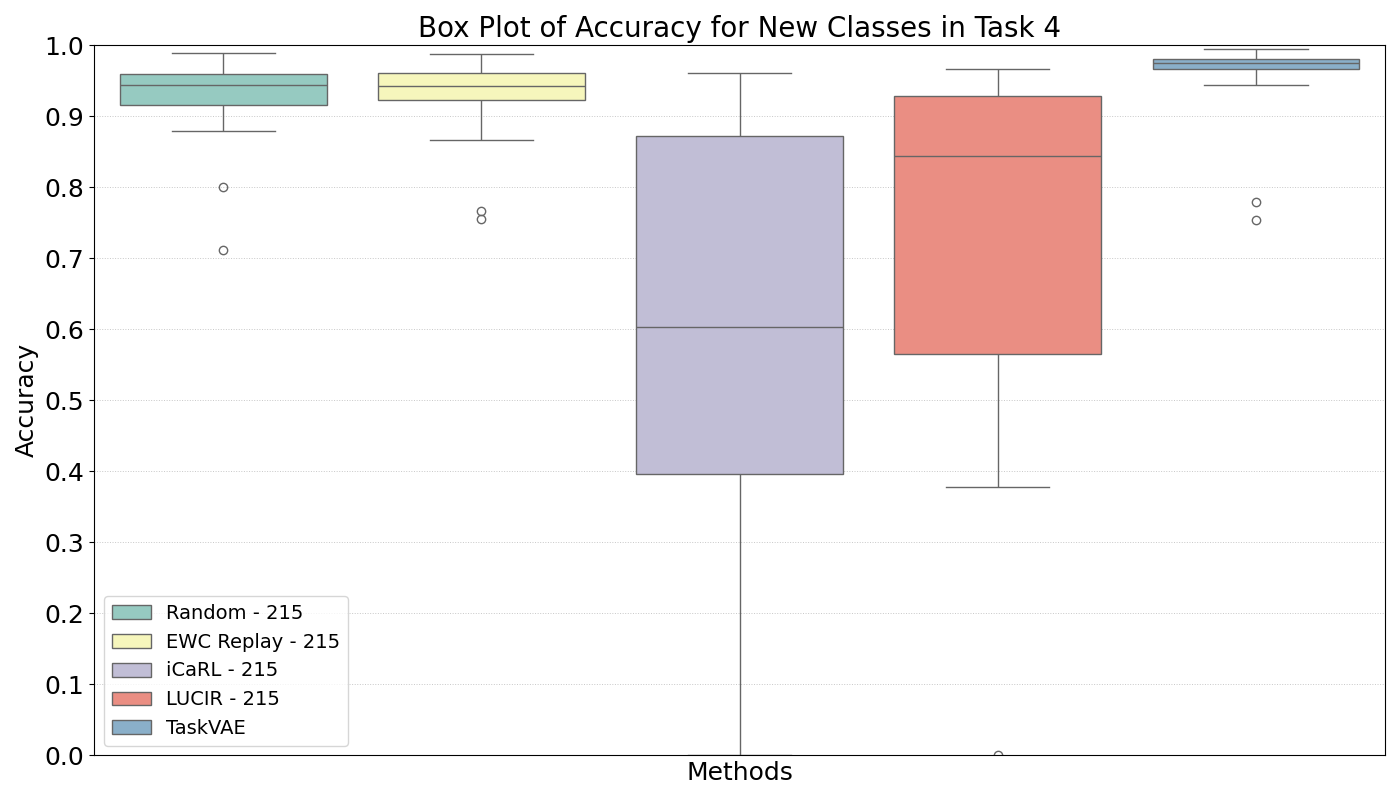 Box Plot of Accuracy for New Classes in Task 4
1.0
0.9
0.8
0.7
0.6
0.5
0.4
0.3
0.2
0.1
0.0
Accuracy
Random - 215
EWC Replay - 215
iCaRL - 215
LUCIR - 215
TaskVAE
Methods